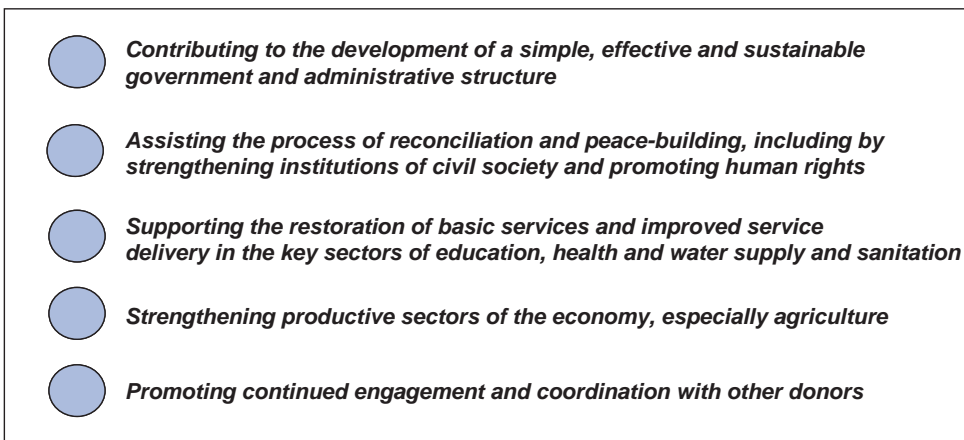 Contributing to the development of a simple, effective and sustainable
government and administrative structure
Assisting the process of reconciliation and peace-building, including by
strengthening institutions of civil society and promoting human rights
Supporting the restoration of basic services and improved service
delivery in the key sectors of education, health and water supply and sanitation
Strengthening productive sectors of the economy, especially agriculture
Promoting continued engagement and coordination with other donors